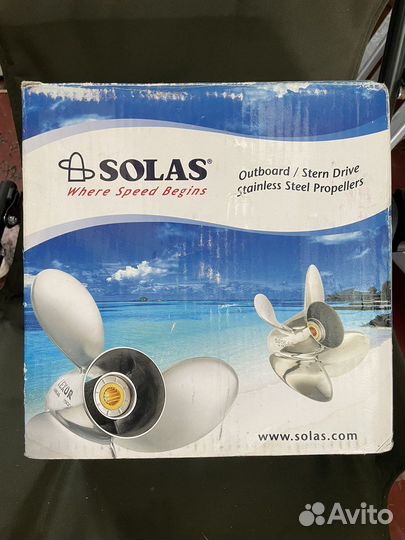 SOLAS®
Where Speed Begins
Outboard / Stern Drive
Stainless Steel Propellers
www.solas.com
Avito